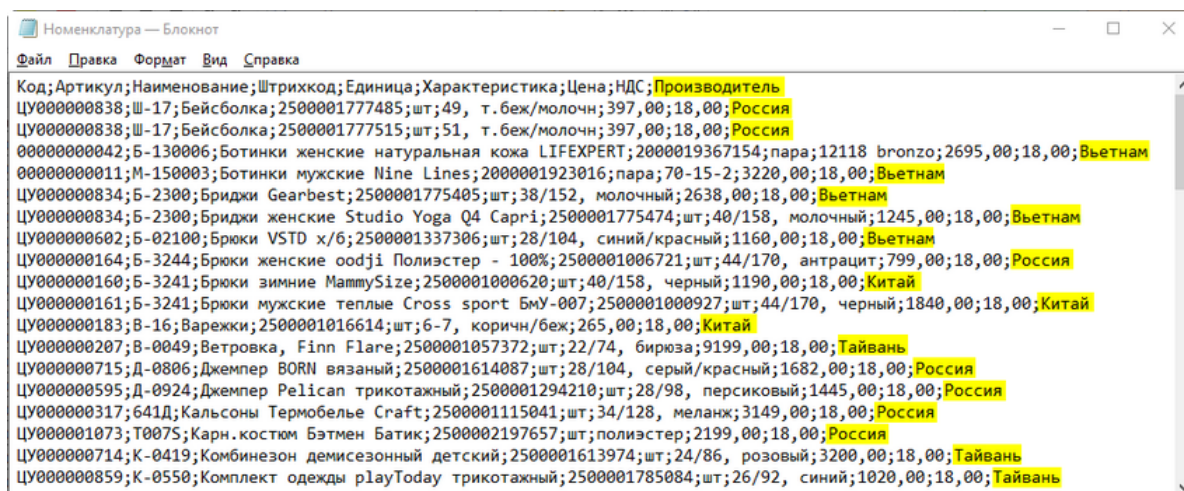 Номенклатура — Блокнот
Файл Правка Формат Вид Справка
Код;Артикул;Наименование;Штрихкод;Единица;Характеристика;Цена;НДС;Производитель
ЦУ000000838;Ш-17;Бейсболка;2500001777485;шт;49, т.беж/молочн;397,00;18,00;Россия
ЦУ000000838;Ш-17;Бейсболка;2500001777515;шт;51, т.беж/молочн;397,00;18,00;Россия
00000000042;Б-130006;Ботинки женские натуральная кожа LIFEXPERT;2000019367154;пара;12118 bronzo;2695,00;18,00;Вьетнам
00000000011;М-150003;Ботинки мужские Nine Lines;2000001923016;пара;70-15-2;3220,00;18,00;Вьетнам
ЦУ000000834;Б-2300;Бриджи Gearbest;2500001775405;шт;38/152, молочный;2638,00;18,00;Вьетнам
ЦУ000000834;Б-2300;Бриджи женские Studio Yoga Q4 Capri;2500001775474;шт;40/158, молочный;1245,00;18,00;Вьетнам
ЦУ000000602;Б-02100;Брюки VSTD х/б;2500001337306;шт;28/104, синий/красный;1160,00;18,00;Вьетнам
ЦУ000000164;Б-3244;Брюки женские oodji Полиэстер - 100%;2500001006721;шт;44/170, антрацит;799,00;18,00;Россия
ЦУ000000160;Б-3241;Брюки зимние MammySize;2500001000620;шт;40/158, черный;1190,00;18,00;Китай
ЦУ000000161;Б-3241;Брюки мужские теплые Cross sport БмУ-007;2500001000927;шт;44/170, черный;1840,00;18,00;Китай
ЦУ000000183;В-16;Варежки;2500001016614;шт;6-7, коричн/беж;265,00;18,00;Китай
ЦУ000000207;В-0049;Ветровка, Finn Flare;2500001057372;шт;22/74, бирюза;9199,00;18,00;Тайвань
ЦУ000000715;Д-0806;Джемпер BORN вязаный;2500001614087;шт;28/104, серый/красный;1682,00;18,00;Россия
ЦУ000000595;Д-0924;Джемпер Pelican трикотажный;2500001294210;шт;28/98, персиковый;1445,00;18,00;Россия
ЦУ000000317;641Д;Кальсоны Термобелье Craft;2500001115041;шт;34/128, меланж;3149,00;18,00;Россия
ЦУ000001073;Т007S;Карн.костюм Бэтмен Батик;2500002197657;шт;полиэстер;2199,00;18,00;Россия
ЦУ000000714;К-0419;Комбинезон демисезонный детский;2500001613974;шт;24/86, розовый;3200,00;18,00;Тайвань
ЦУ000000859;К-0550;Комплект одежды playToday трикотажный;2500001785084;шт;26/92, синий;1020,00;18,00;Тайвань